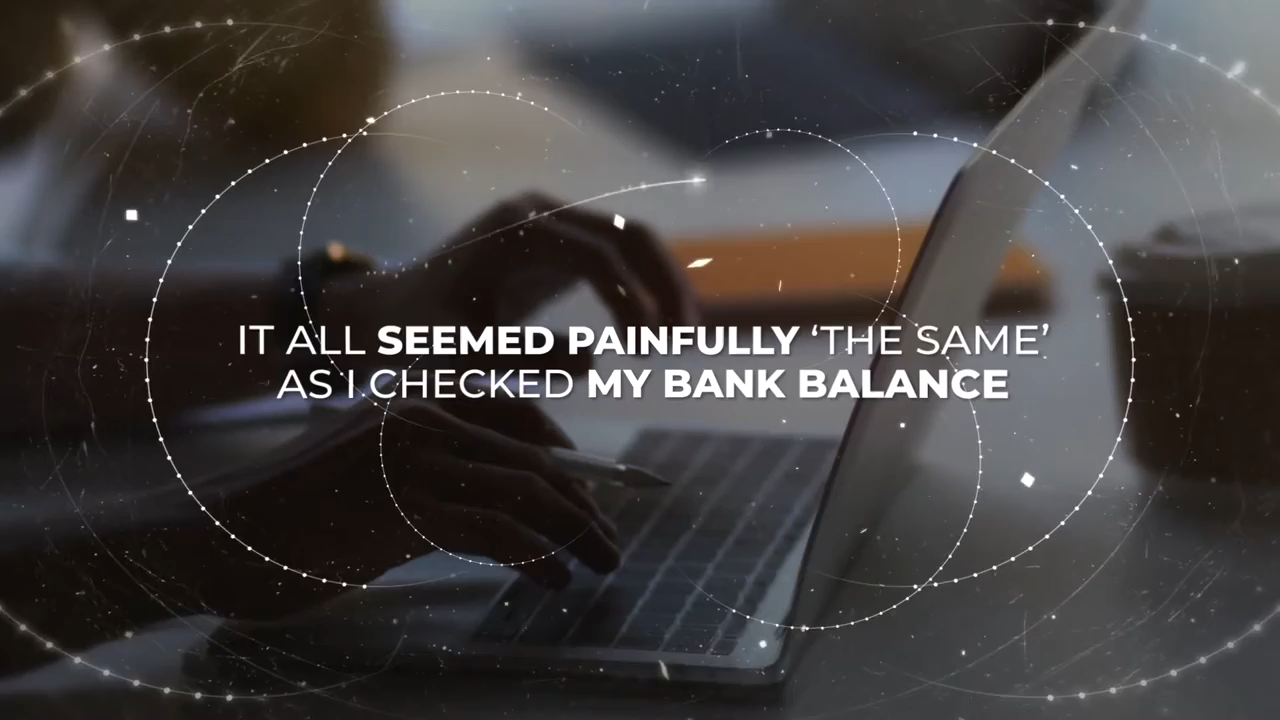 IT ALL SEEMED PAINFULLY ‘THE SAME’
AS I CHECKED MY BANK BALANCE